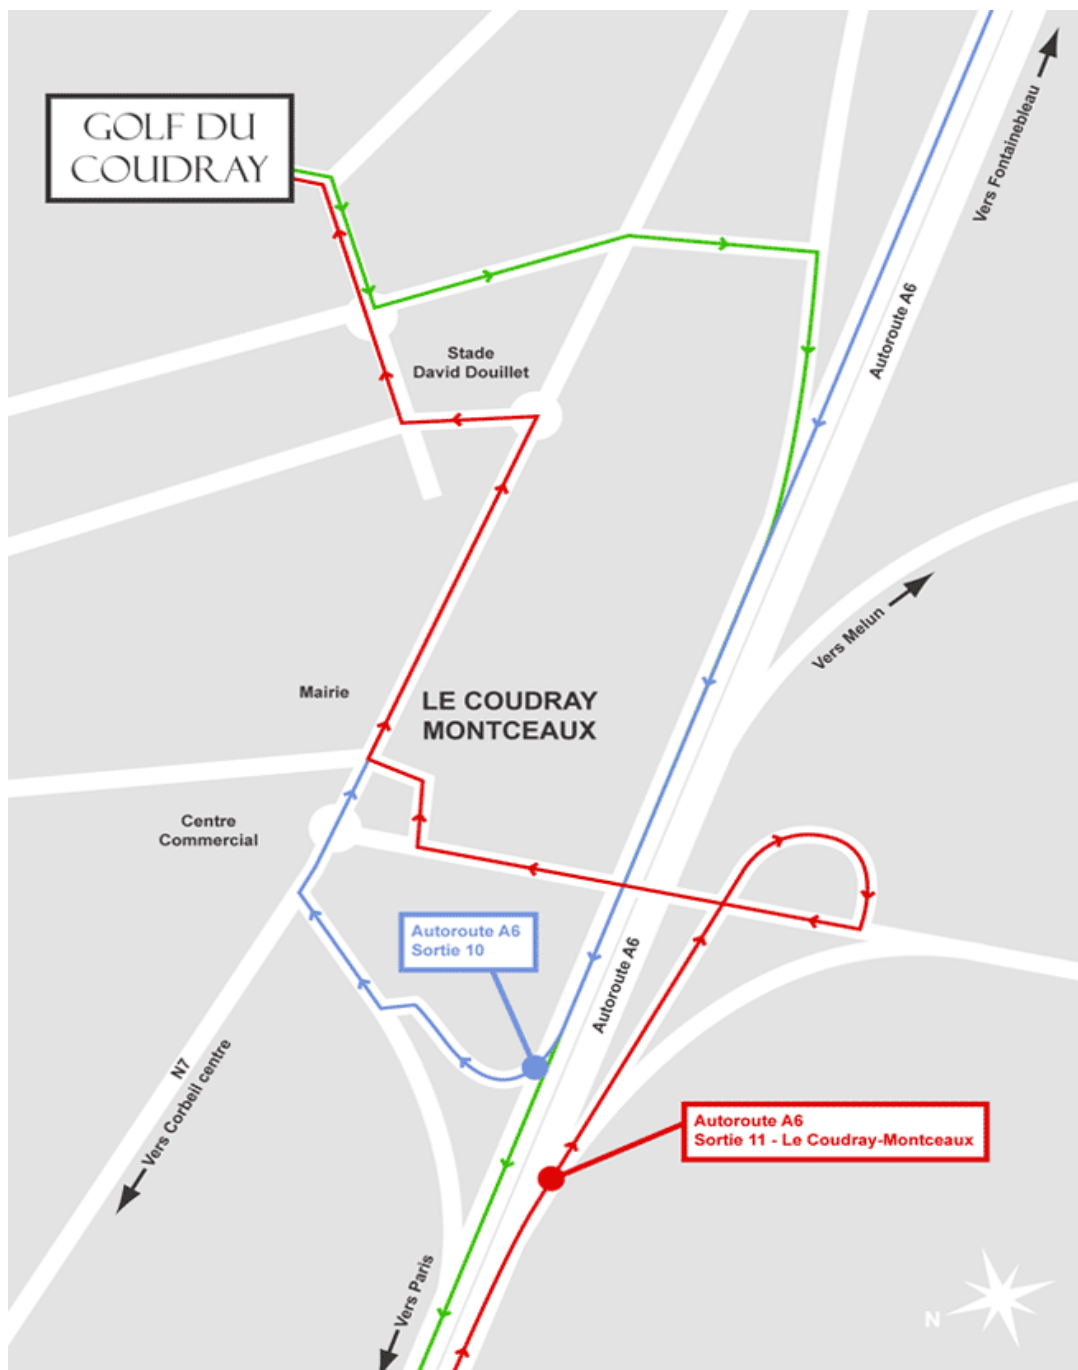 GOLF DU
COUDRAY
Vers Fontainebleau
Autoroute A6
Stade
David Douillet
Vers Melun
Mairie
LE COUDRAY
MONTCEAUX
Centre
Commercial
Autoroute A6
Sortie 10
Autoroute A6
N7
Vers Corbeil centre
Autoroute A6
Sortie 11 - Le Coudray-Montceaux
Vers Paris
N